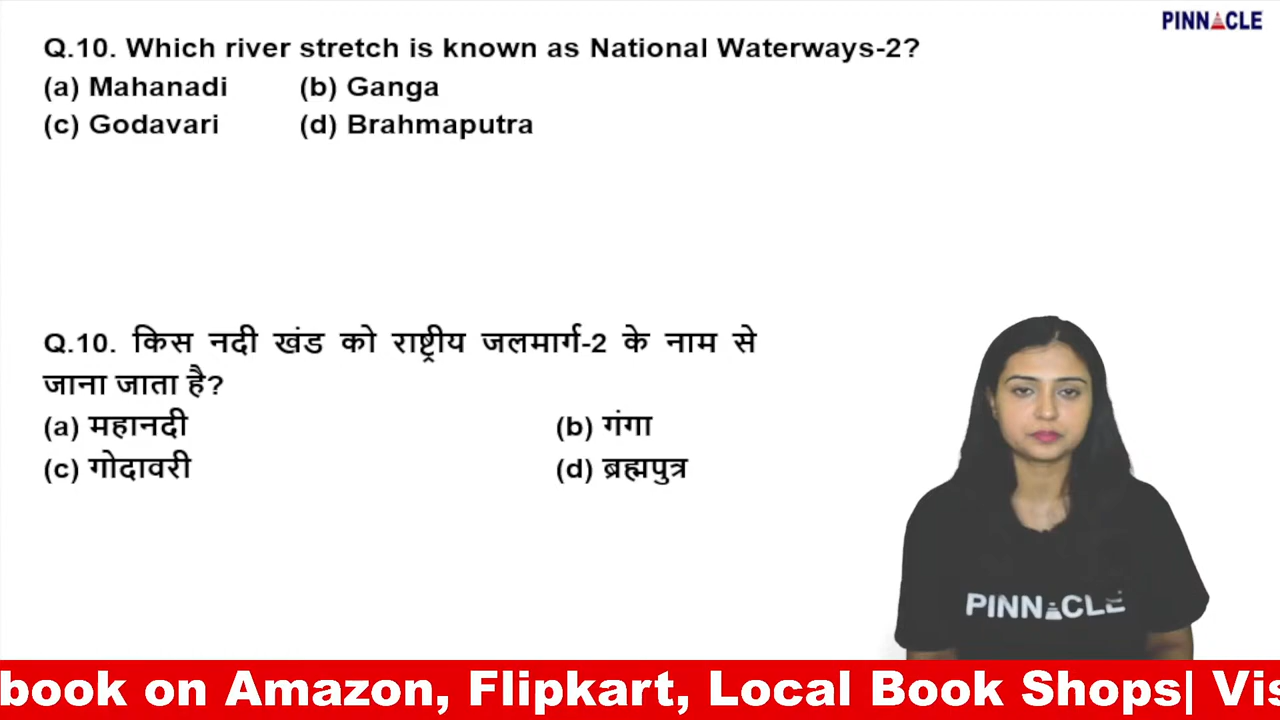 PINNACLE
Q.10. Which river stretch is known as National Waterways-2?
(a) Mahanadi (b) Ganga
(c) Godavari (d) Brahmaputra
Q.10. किस नदी खंड को राष्ट्रीय जलमार्ग-2 के नाम से
जाना जाता है?
(a) महानदी (b) गंगा
(c) गोदावरी (d) ब्रह्मपुत्र
PINNACLE
book on Amazon, Flipkart, Local Book Shops| Vis